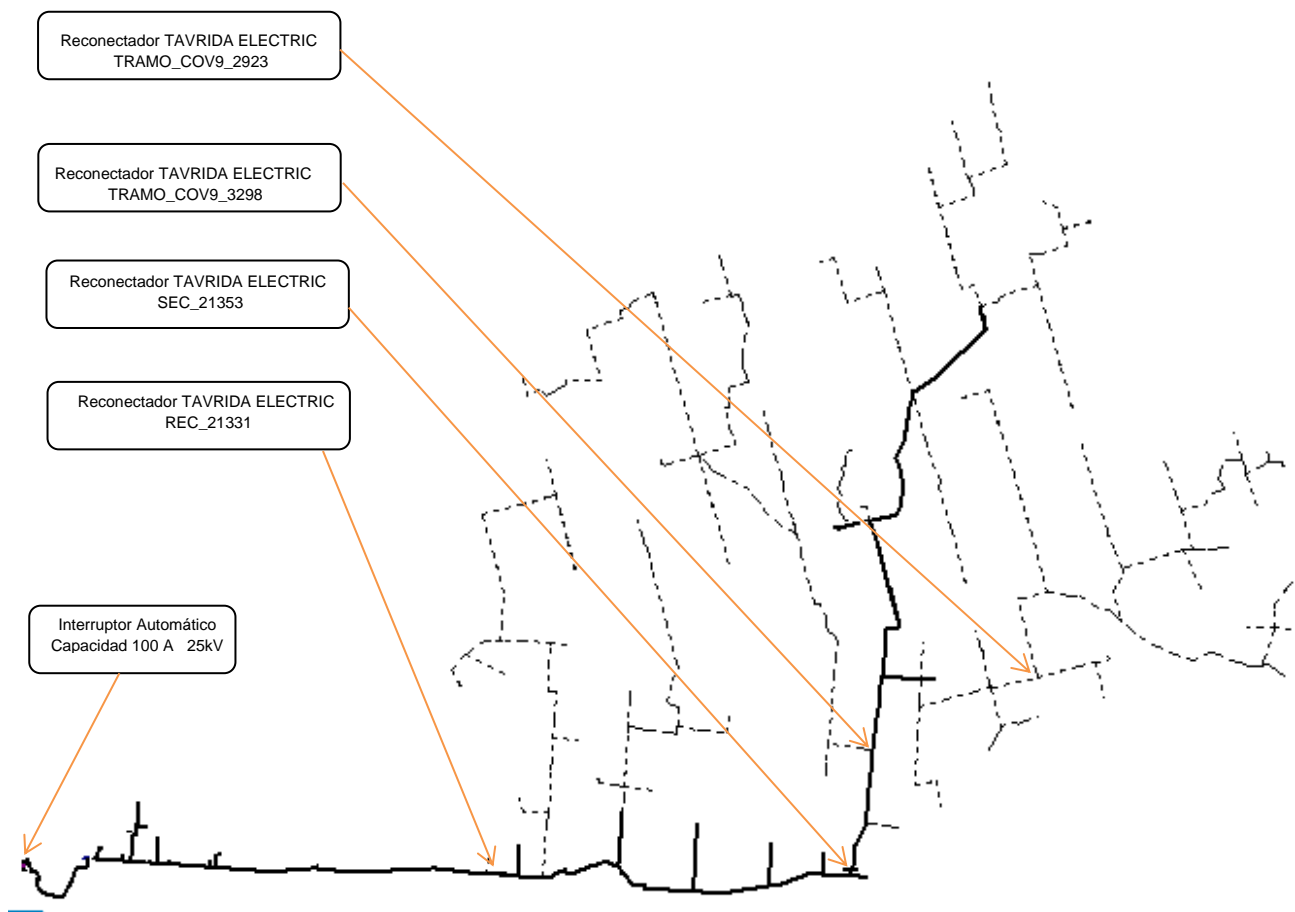 Reconectador TAVRIDA ELECTRIC
TRAMO_COV9_2923
Reconectador TAVRIDA ELECTRIC
TRAMO_COV9_3298
Reconectador TAVRIDA ELECTRIC
SEC_21353
Reconectador TAVRIDA ELECTRIC
REC_21331
Interruptor Automático
Capacidad 100 A 25kV